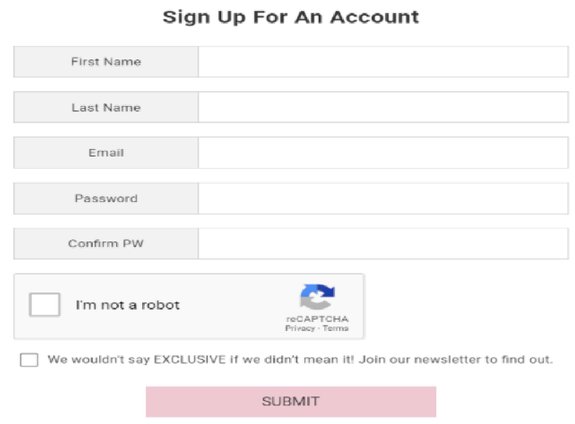 Sign Up For An Account
First Name
Last Name
Email
Password
Confirm PW
I'm not a robot
reCAPTCHA
Privacy - Terms
We wouldn't say EXCLUSIVE if we didn't mean it! Join our newsletter to find out.
SUBMIT